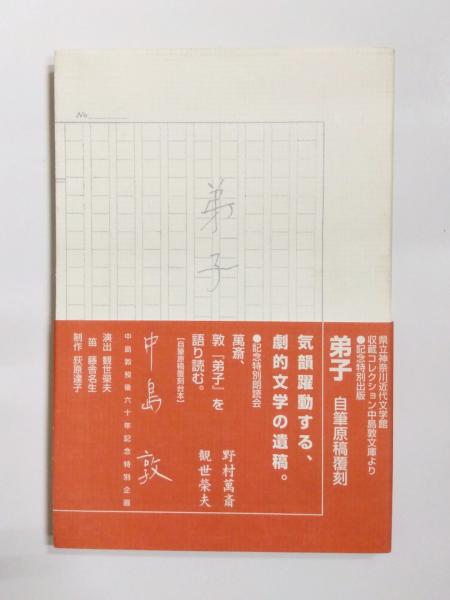 No.
弟子
県立神奈川近代文学館
収蔵コレクション中島敦文庫より
●記念特別出版
弟子 自筆原稿覆刻
気韻躍動する、
劇的文学の遺稿。
●記念特別朗読会
萬斎、
敦「弟子」を
語り読む。
【自筆原稿覆刻台本】
野村萬斎
観世榮夫
中島敦
中島敦歿後六十年記念特別企画
演出 観世榮夫
笛 藤舎名生
制作 荻原達子